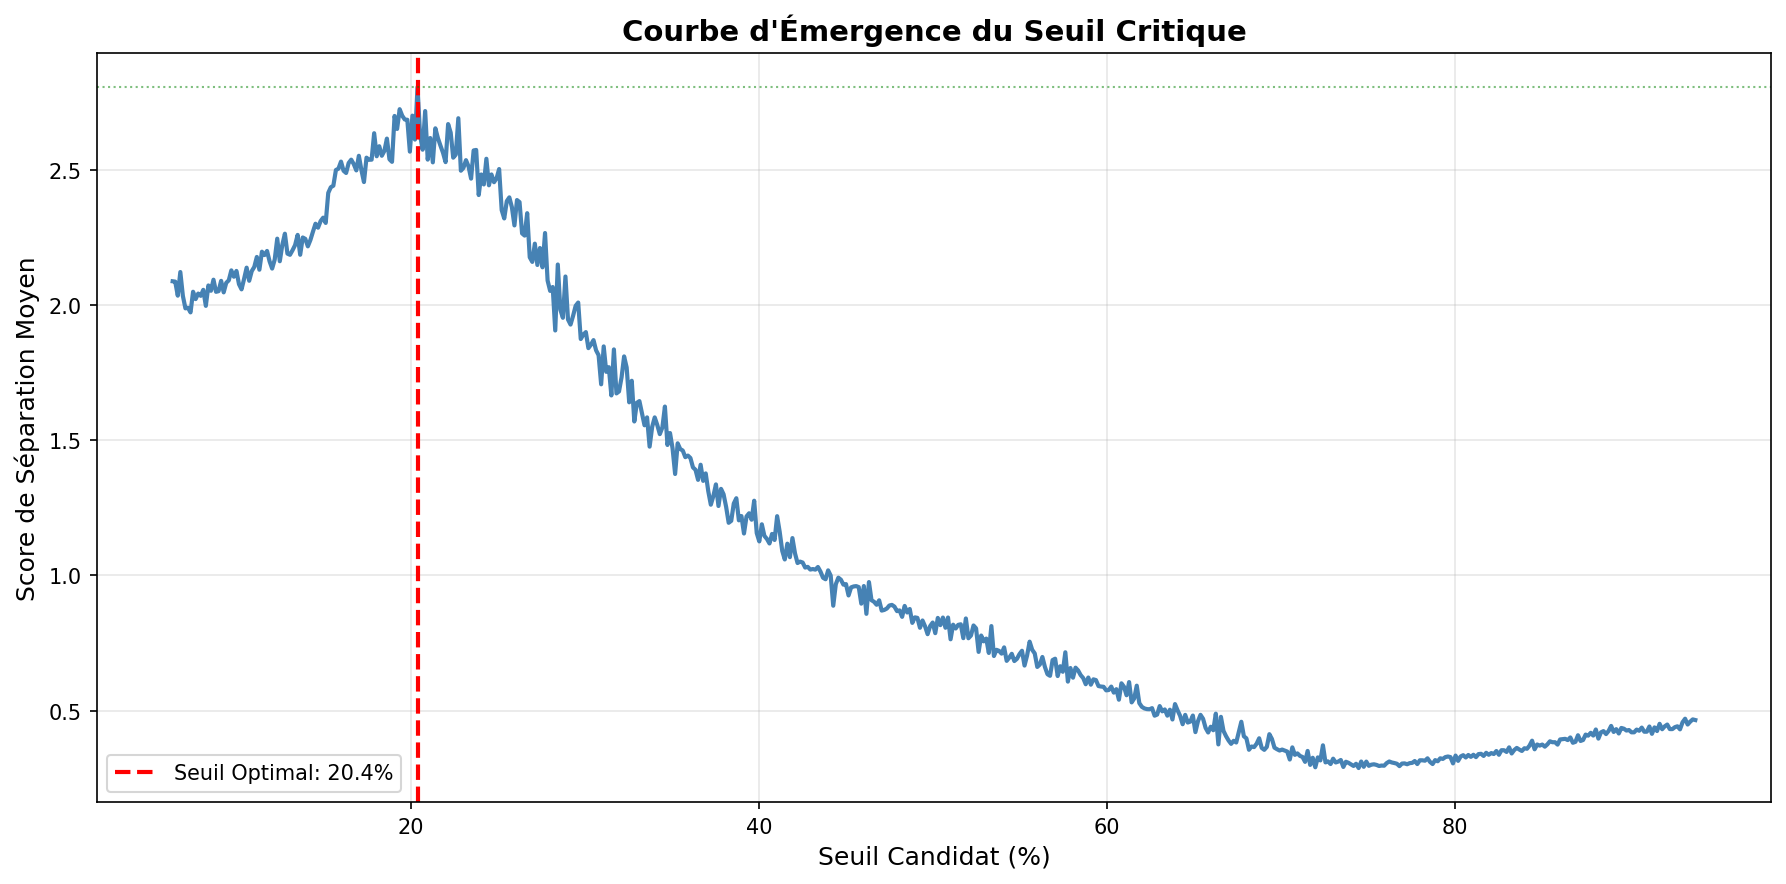 Courbe d'Émergence du Seuil Critique
Score de Séparation Moyen
2.5
2.0
1.5
1.0
0.5
Seuil Optimal: 20.4%
20
40
60
80
Seuil Candidat (%)